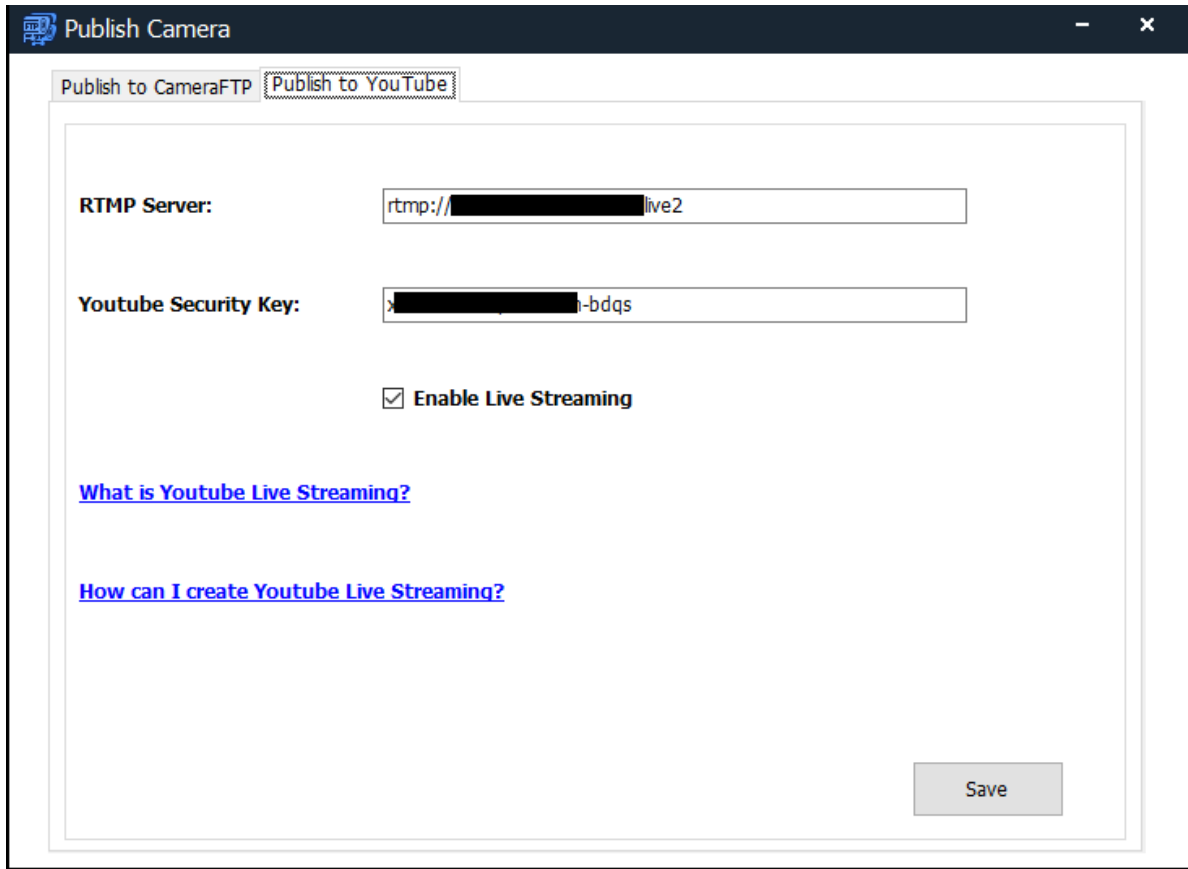 Publish Camera
Publish to CameraFTP
Publish to YouTube
RTMP Server:
rtmp:// live2
Youtube Security Key:
-bdqs
Enable Live Streaming
What is Youtube Live Streaming?
How can I create Youtube Live Streaming?
Save